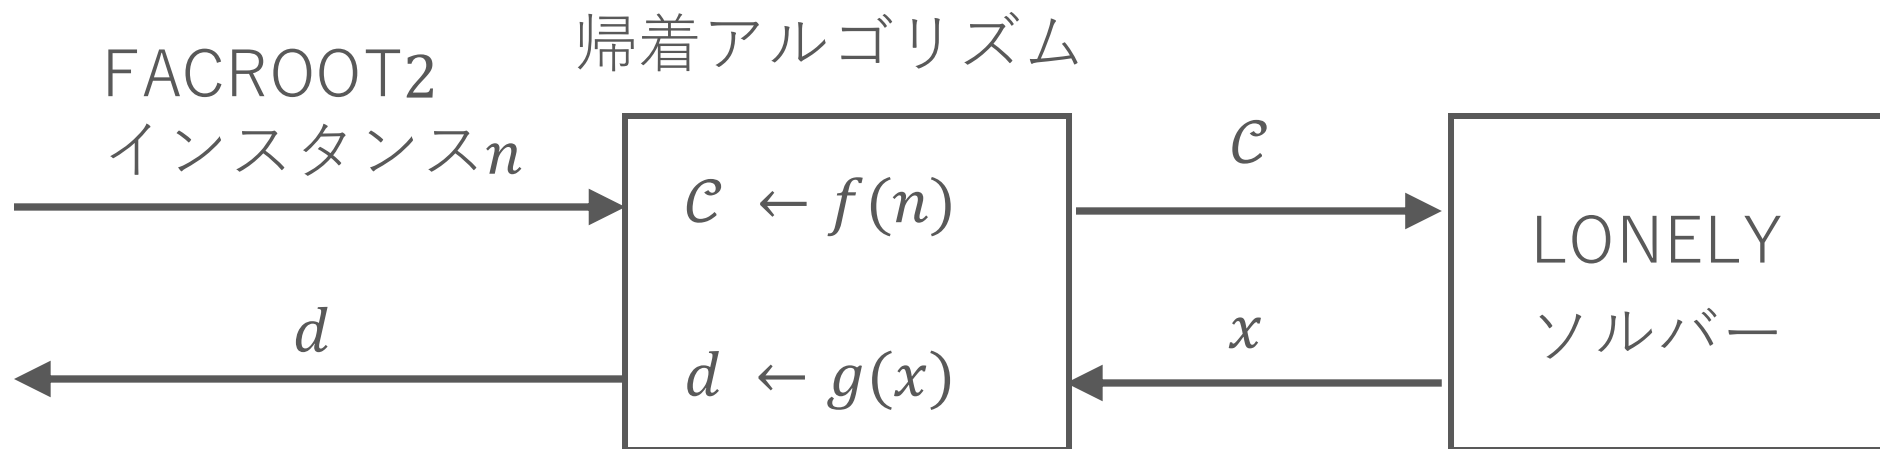 帰着アルゴリズム
FACROOT2
インスタンスn
𝒞 ← f(n)
d ← g(x)
d
𝒞
x
LONELY
ソルバー